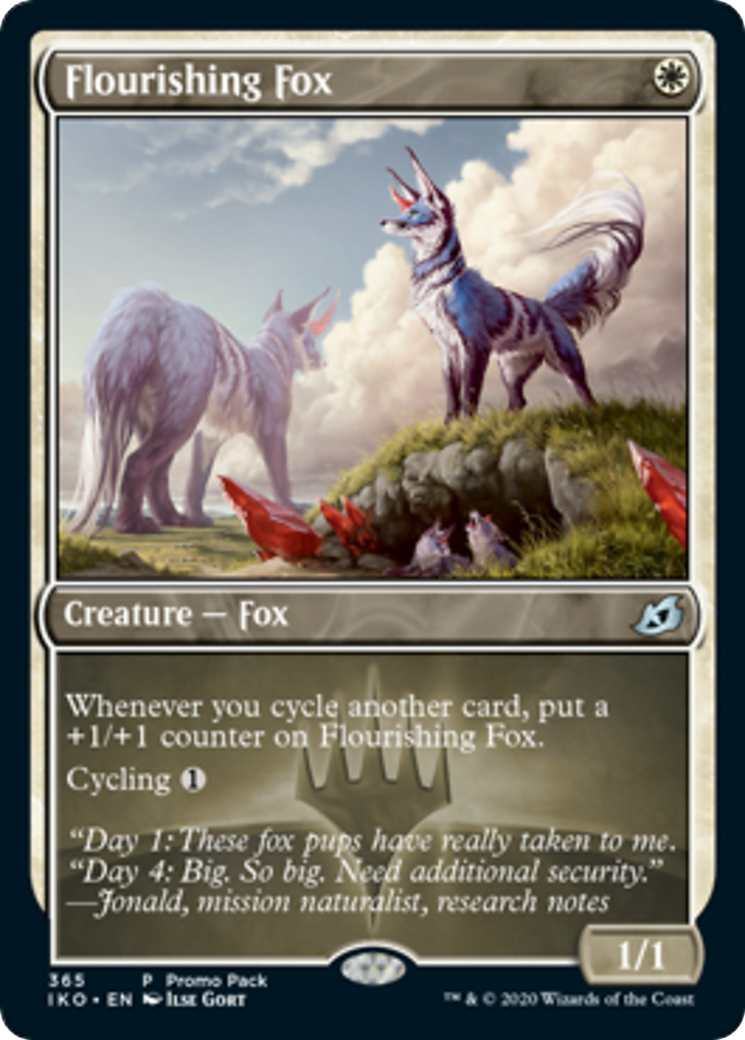 Flourishing Fox
Creature — Fox
Whenever you cycle another card, put a
+1/+1 counter on Flourishing Fox.
Cycling 1
“Day 1: These fox pups have really taken to me.
“Day 4: Big. So big. Need additional security.”
—Jonald, mission naturalist, research notes
1/1
365 P Promo Pack
IKO • EN Ilse Gort
™ & © 2020 Wizards of the Coast